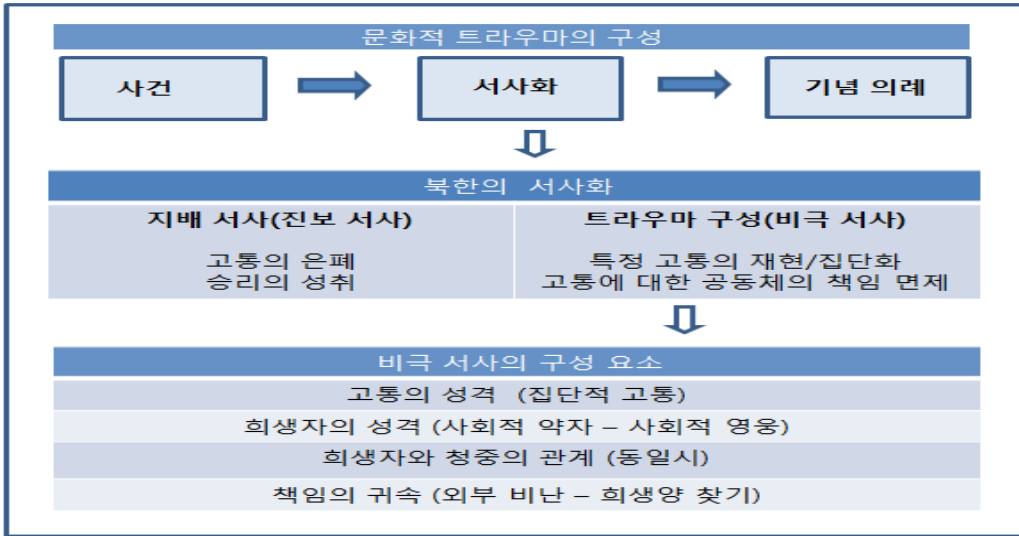 문화적 트라우마의 구성
사건 서사화 기념 의례
북한의 서사화
지배 서사(진보 서사) 트라우마 구성(비극 서사)
고통의 은폐 특정 고통의 재현/집단화
승리의 성취 고통에 대한 공동체의 책임 면제
비극 서사의 구성 요소
고통의 성격 (집단적 고통)
희생자의 성격 (사회적 약자 – 사회적 영웅)
희생자와 청중의 관계 (동일시)
책임의 귀속 (외부 비난 – 희생양 찾기)